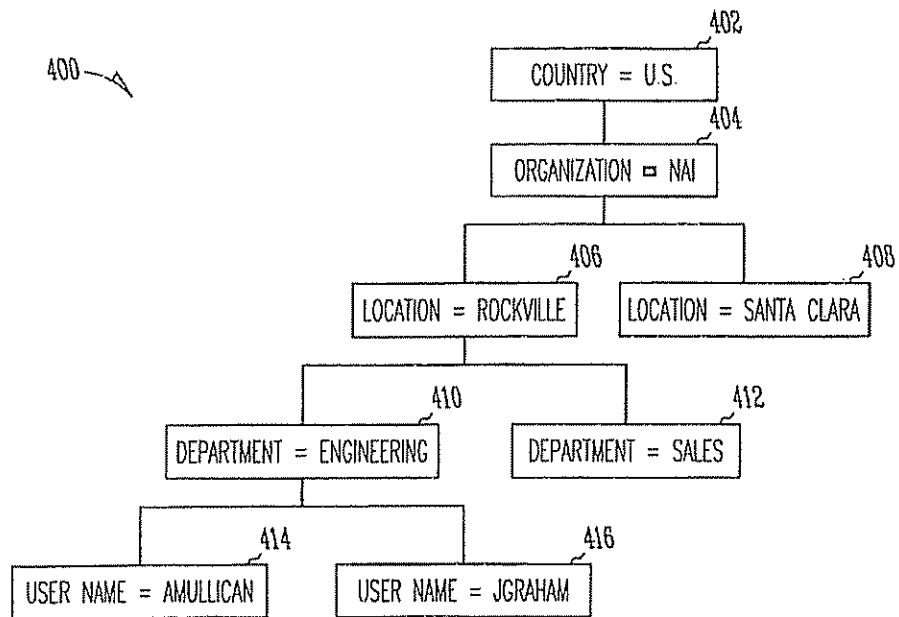 402
400
COUNTRY = U.S.
404
ORGANIZATION = NAI
406
408
LOCATION = ROCKVILLE
LOCATION = SANTA CLARA
410
412
DEPARTMENT = ENGINEERING
DEPARTMENT = SALES
414
416
USER NAME = AMULLICAN
USER NAME = JGRAHAM